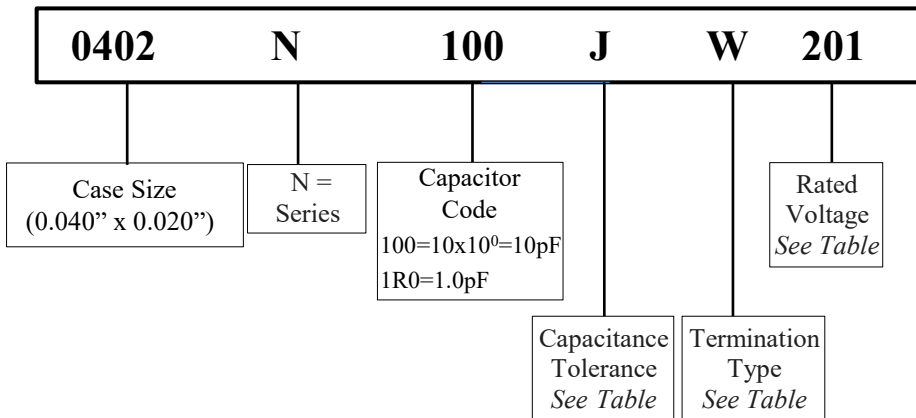 0402 N 100 J W 201
Case Size
(0.040” x 0.020”)
N =
Series
Capacitor
Code
100=10x10⁰=10pF
1R0=1.0pF
Rated
Voltage
See Table
Capacitance
Tolerance
See Table
Termination
Type
See Table